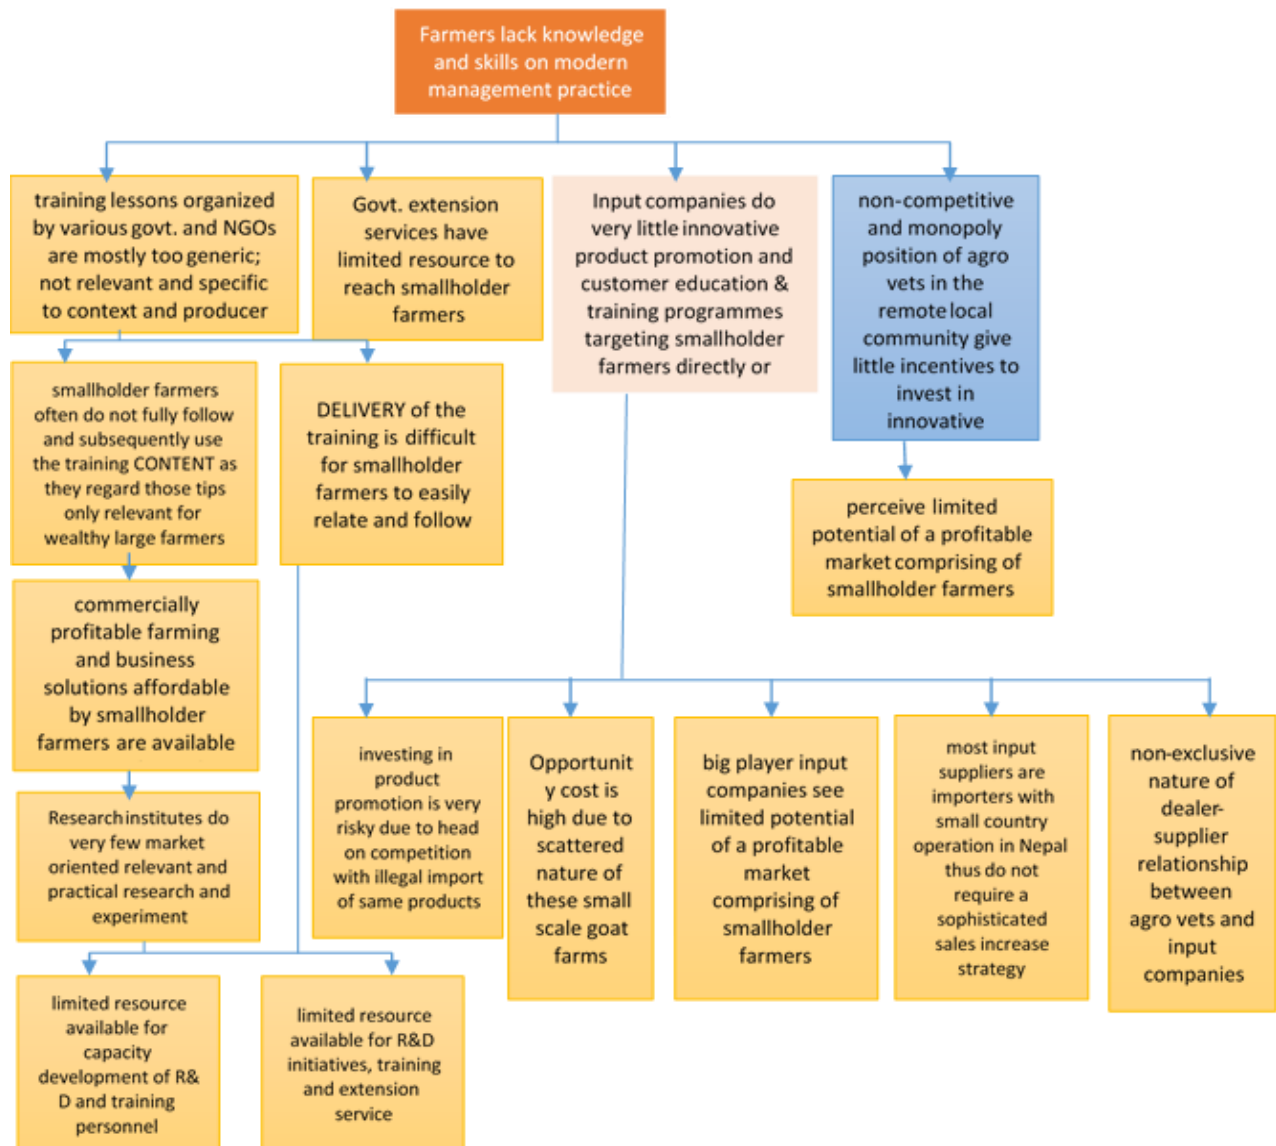 Farmers lack knowledge
and skills on modern
management practice
training lessons organized
by various govt. and NGOs
are mostly too generic;
not relevant and specific
to context and producer
Govt. extension
services have
limited resource to
reach smallholder
farmers
Input companies do
very little innovative
product promotion and
customer education &
training programmes
targeting smallholder
farmers directly or
non-competitive
and monopoly
position of agro
vets in the
remote local
community give
little incentives to
invest in
innovative
smallholder farmers
often do not fully follow
and subsequently use
the training CONTENT as
they regard those tips
only relevant for
wealthy large farmers
DELIVERY of the
training is difficult
for smallholder
farmers to easily
relate and follow
perceive limited
potential of a profitable
market comprising of
smallholder farmers
commercially
profitable farming
and business
solutions affordable
by smallholder
farmers are available
Research institutes do
very few market
oriented relevant and
practical research and
experiment
investing in
product
promotion is very
risky due to head
on competition
with illegal import
of same products
Opportunit
y cost is
high due to
scattered
nature of
these small
scale goat
farms
big player input
companies see
limited potential
of a profitable
market
comprising of
smallholder
farmers
most input
suppliers are
importers with
small country
operation in Nepal
thus do not
require a
sophisticated
sales increase
strategy
non-exclusive
nature of
dealer-
supplier
relationship
between
agro vets and
input
companies
limited resource
available for
capacity
development of R&
D and training
personnel
limited resource
available for R&D
initiatives, training
and extension
service